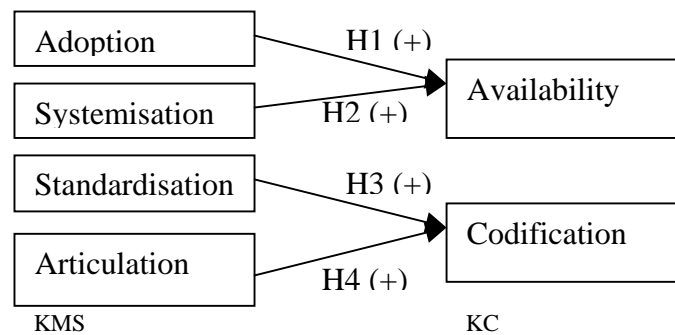 Adoption
H1 (+)
Systemisation
H2 (+)
Availability
Standardisation
H3 (+)
Articulation
H4 (+)
Codification
KMS
KC